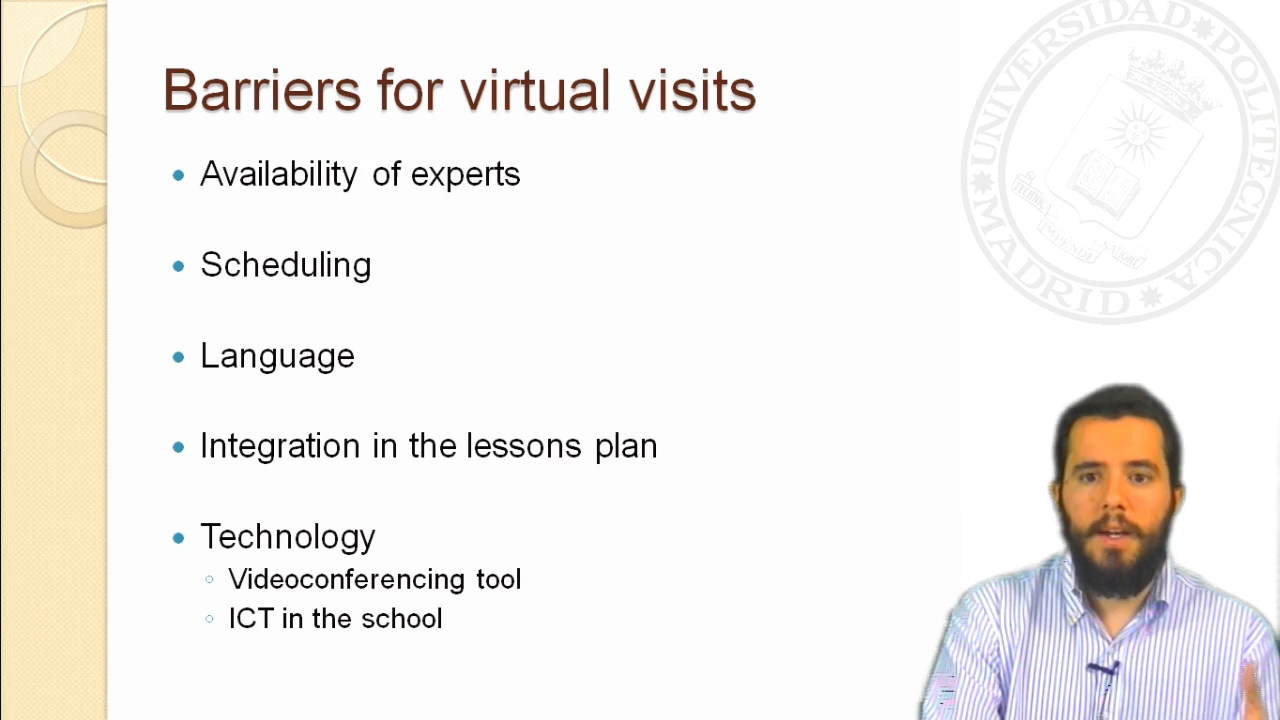 Barriers for virtual visits
Availability of experts
Scheduling
Language
Integration in the lessons plan
Technology
Videoconferencing tool
ICT in the school
UNIVERSIDAD POLITECNICA
MADRID